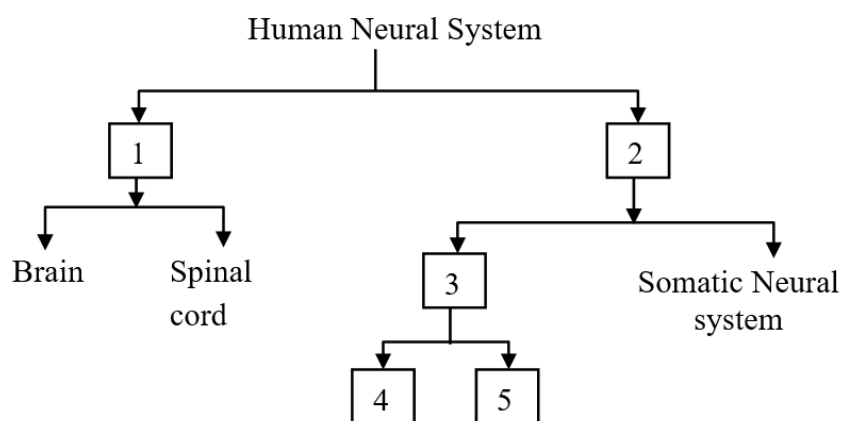 Human Neural System
1
2
Brain
Spinal
cord
3
Somatic Neural
system
4
5